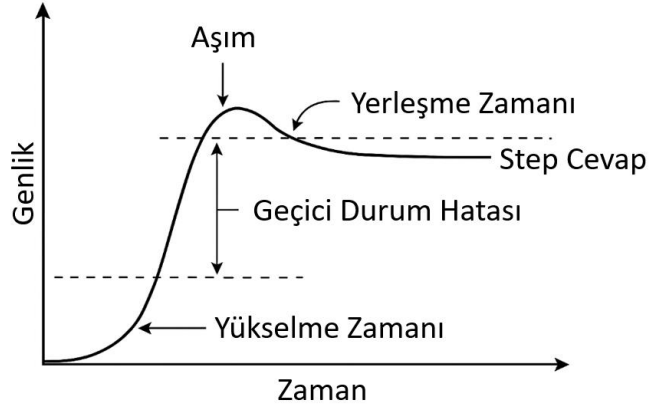 Aşım
Yerleşme Zamanı
Step Cevap
Genlik
Geçici Durum Hatası
Yükselme Zamanı
Zaman